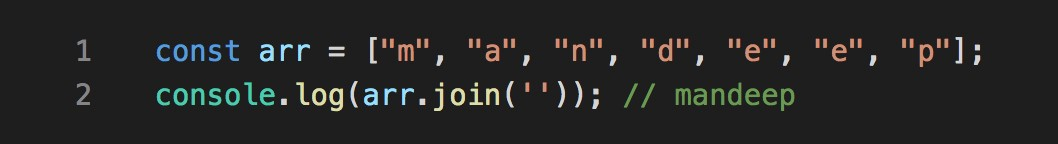 1 const arr = ["m", "a", "n", "d", "e", "e", "p"];
2 console.log(arr.join('')); // mandeep